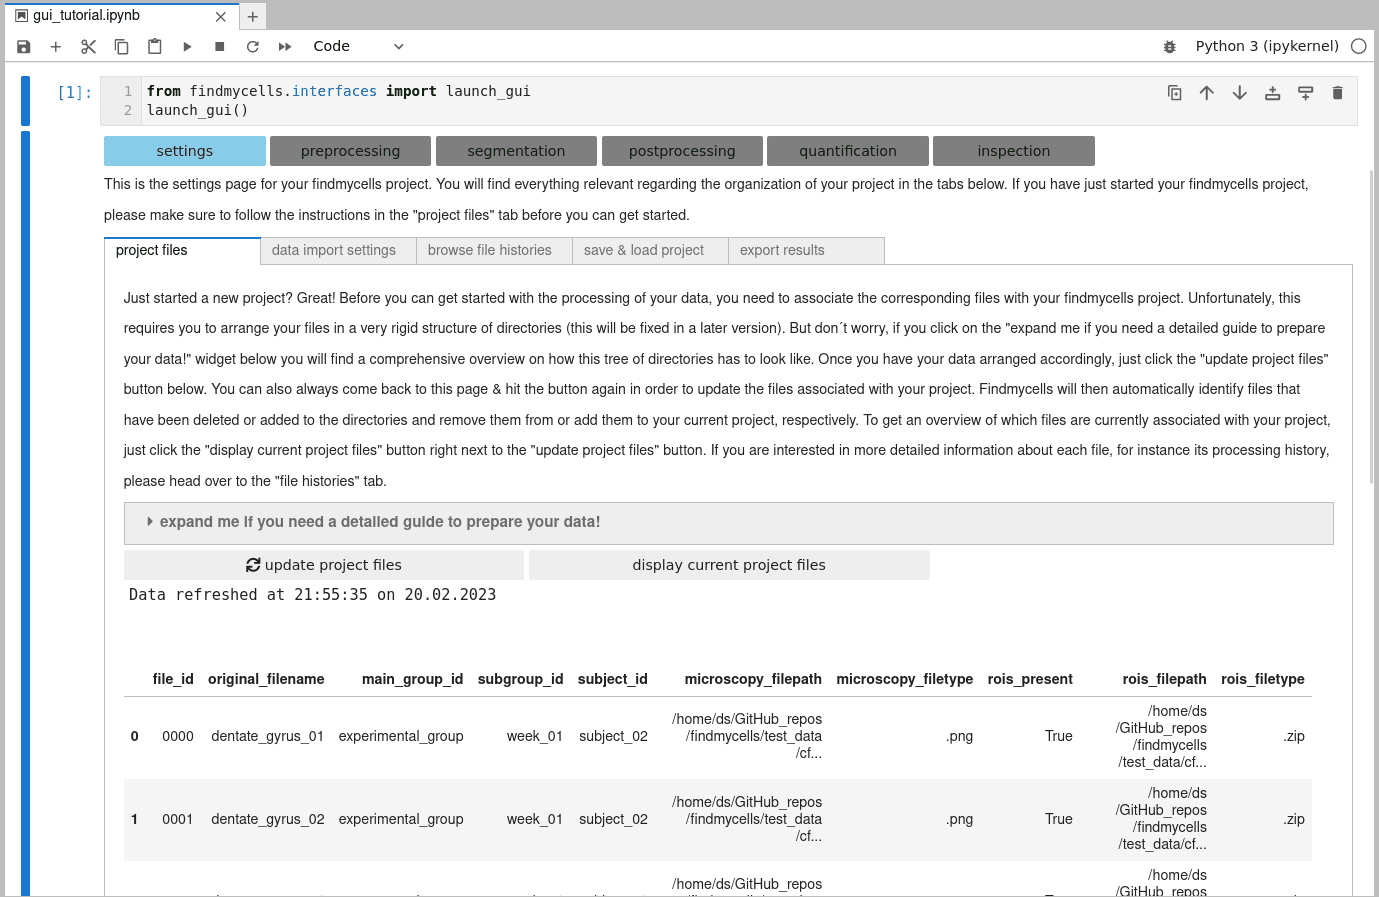 gui_tutorial.ipynb
Code
Python 3 (ipykernel)
[1]:
1 from findmycells.interfaces import launch_gui
2 launch_gui()
settings preprocessing segmentation postprocessing quantification inspection
This is the settings page for your findmycells project. You will find everything relevant regarding the organization of your project in the tabs below. If you have just started your findmycells project,
please make sure to follow the instructions in the "project files" tab before you can get started.
project files data import settings browse file histories save & load project export results
Just started a new project? Great! Before you can get started with the processing of your data, you need to associate the corresponding files with your findmycells project. Unfortunately, this
requires you to arrange your files in a very rigid structure of directories (this will be fixed in a later version). But don´t worry, if you click on the "expand me if you need a detailed guide to prepare
your data!" widget below you will find a comprehensive overview on how this tree of directories has to look like. Once you have your data arranged accordingly, just click the "update project files"
button below. You can also always come back to this page & hit the button again in order to update the files associated with your project. Findmycells will then automatically identify files that
have been deleted or added to the directories and remove them from or add them to your current project, respectively. To get an overview of which files are currently associated with your project,
just click the "display current project files" button right next to the "update project files" button. If you are interested in more detailed information about each file, for instance its processing history,
please head over to the "file histories" tab.
expand me if you need a detailed guide to prepare your data!
update project files display current project files
Data refreshed at 21:55:35 on 20.02.2023
file_id original_filename main_group_id subgroup_id subject_id microscopy_filepath microscopy_filetype rois_present rois_filepath rois_filetype
0 0000 dentate_gyrus_01 experimental_group week_01 subject_02 /home/ds/GitHub_repos .png True /home/ds .zip
/findmycells/test_data /GitHub_repos
/cf... /findmycells
/test_data/cf...
1 0001 dentate_gyrus_02 experimental_group week_01 subject_02 /home/ds/GitHub_repos .png True /home/ds .zip
/findmycells/test_data /GitHub_repos
/cf... /findmycells
/test_data/cf...
/home/ds/GitHub_repos /home/ds
/GitHub_repos